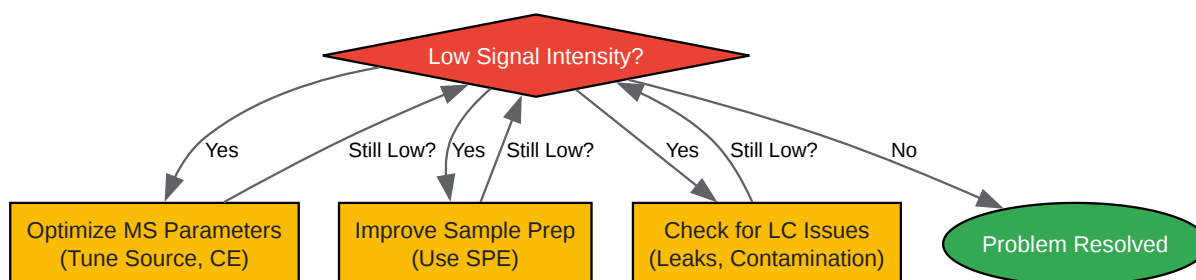 Low Signal Intensity?
Yes
Still Low?
Yes
Still Low?
Yes
Still Low?
No
Optimize MS Parameters
(Tune Source, CE)
Improve Sample Prep
(Use SPE)
Check for LC Issues
(Leaks, Contamination)
Problem Resolved